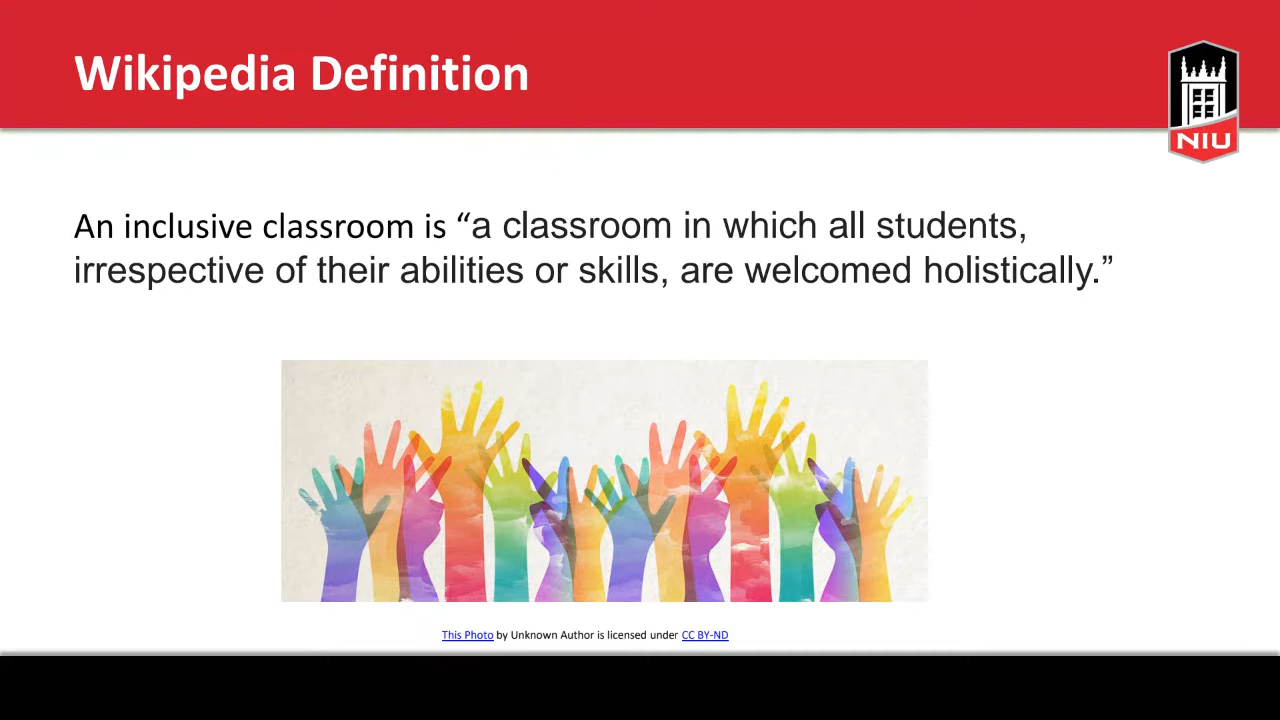 Wikipedia Definition
NIU
An inclusive classroom is “a classroom in which all students,
irrespective of their abilities or skills, are welcomed holistically.”
This Photo by Unknown Author is licensed under CC BY-ND